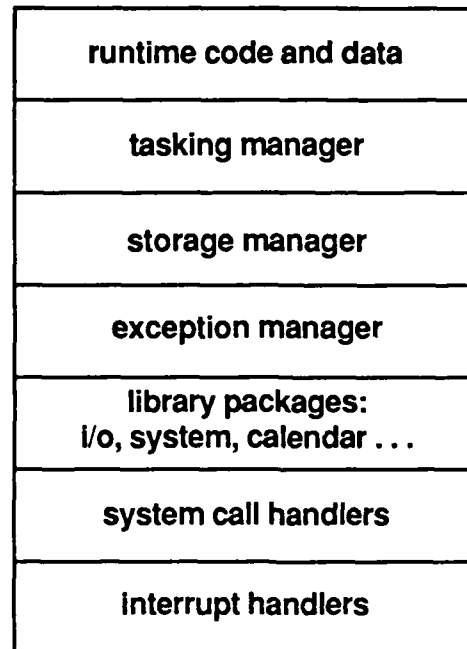 runtime code and data
tasking manager
storage manager
exception manager
library packages:
i/o, system, calendar . . .
system call handlers
interrupt handlers